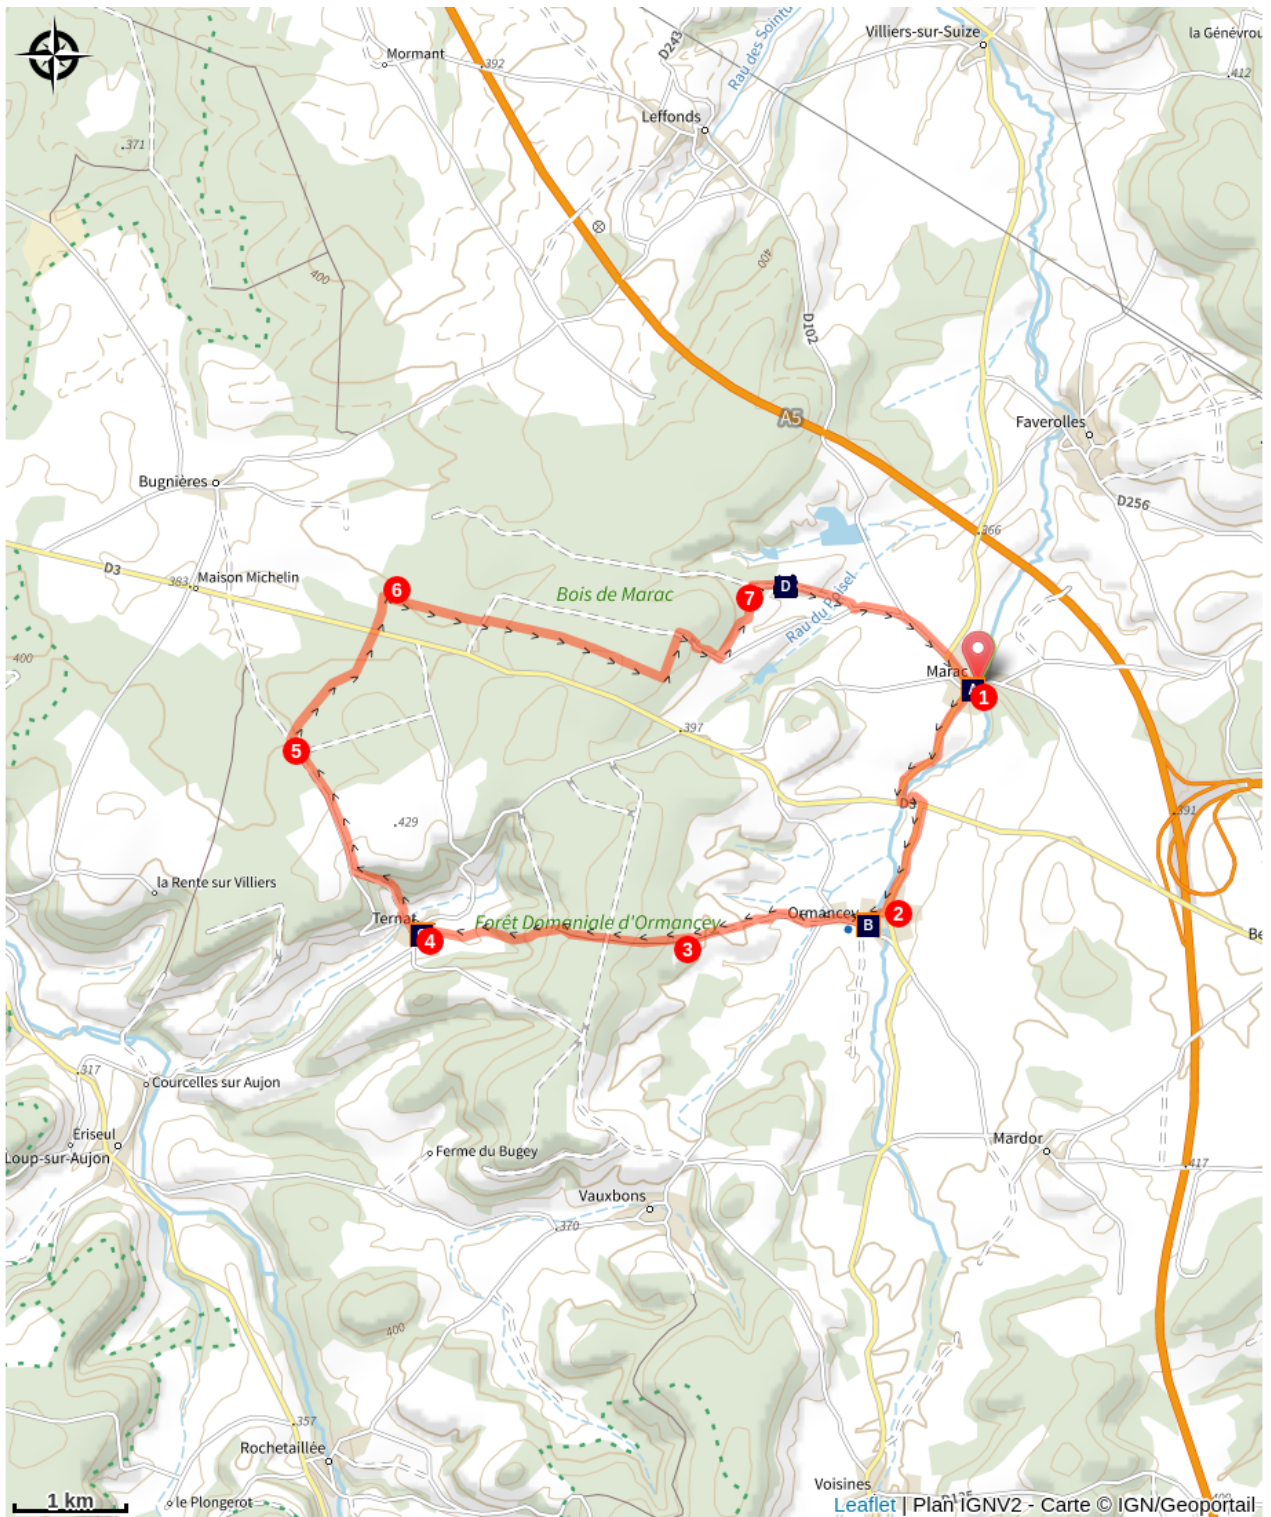 Villiers-sur-Suize
la Génévrou
D243
Rau des Sointu
Mormant
392
412
Leffonds
371
400
400
D102
A5
Faverolles
Bugnières
D256
366
D3
383
Maison Michelin
6
Bois de Marac
7
D
Rau du Poisel
400
Marac
A
1
397
5
D3
429
391
la Rente sur Villiers
Ternat
Forêt Domaniale d'Ormancey
Ormancey
2
B
4
3
Be
317
Courcelles sur Aujon
Ériseul
Loup-sur-Aujon
Ferme du Bugey
Mardor
417
Vauxbons
370
400
357
Rochetaillée
Voisines
1 km
le Plongerot
D135
400
Leaflet | Plan IGNV2 - Carte © IGN/Geoportail